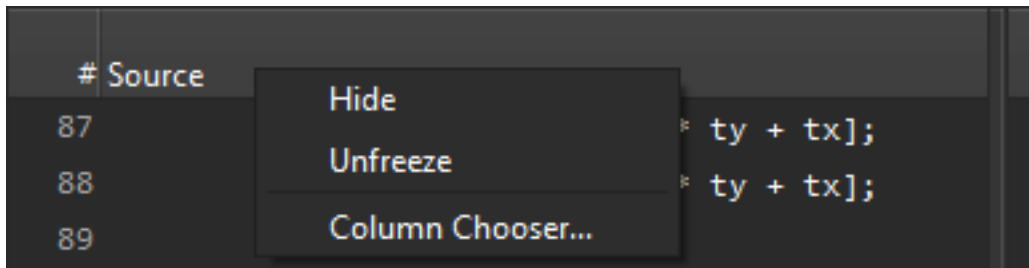 # Source
Hide
87 * ty + tx];
Unfreeze
88 * ty + tx];
Column Chooser...
89